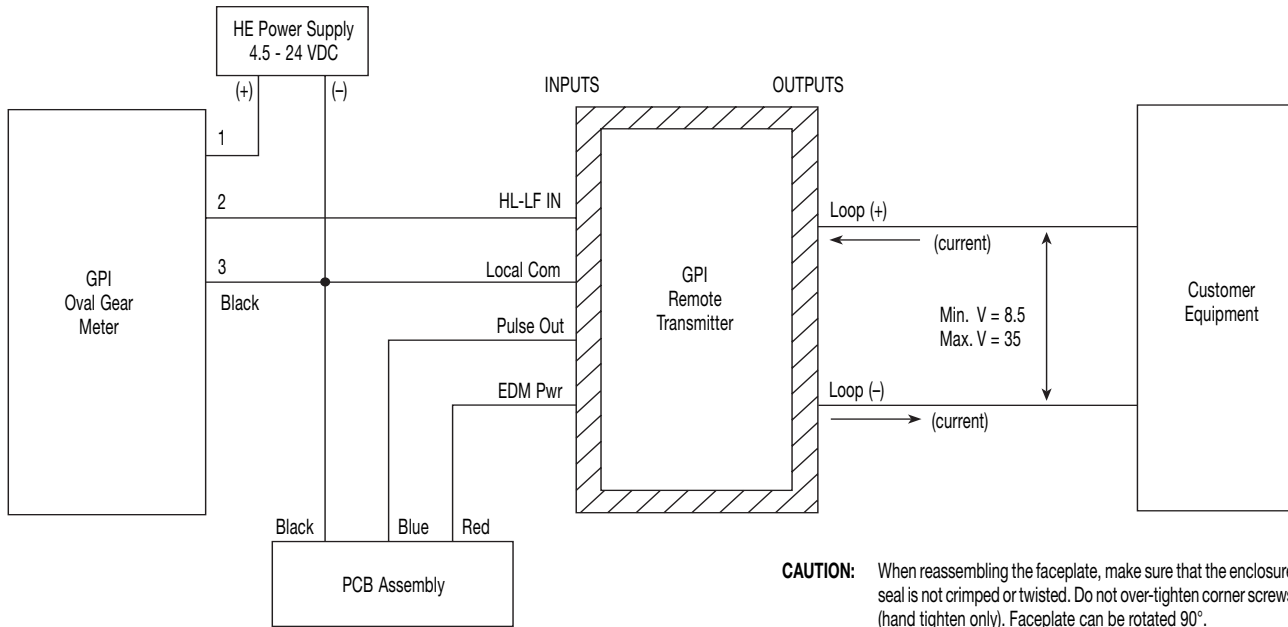 HE Power Supply
4.5 - 24 VDC
(+)
(–)
INPUTS
OUTPUTS
1
2
HL-LF IN
3
Black
Local Com
Pulse Out
EDM Pwr
GPI
Oval Gear
Meter
GPI
Remote
Transmitter
Loop (+)
(current)
Min. V = 8.5
Max. V = 35
Loop (–)
(current)
Customer
Equipment
Black
Blue
Red
PCB Assembly
CAUTION: When reassembling the faceplate, make sure that the enclosure
seal is not crimped or twisted. Do not over-tighten corner screws
(hand tighten only). Faceplate can be rotated 90°.